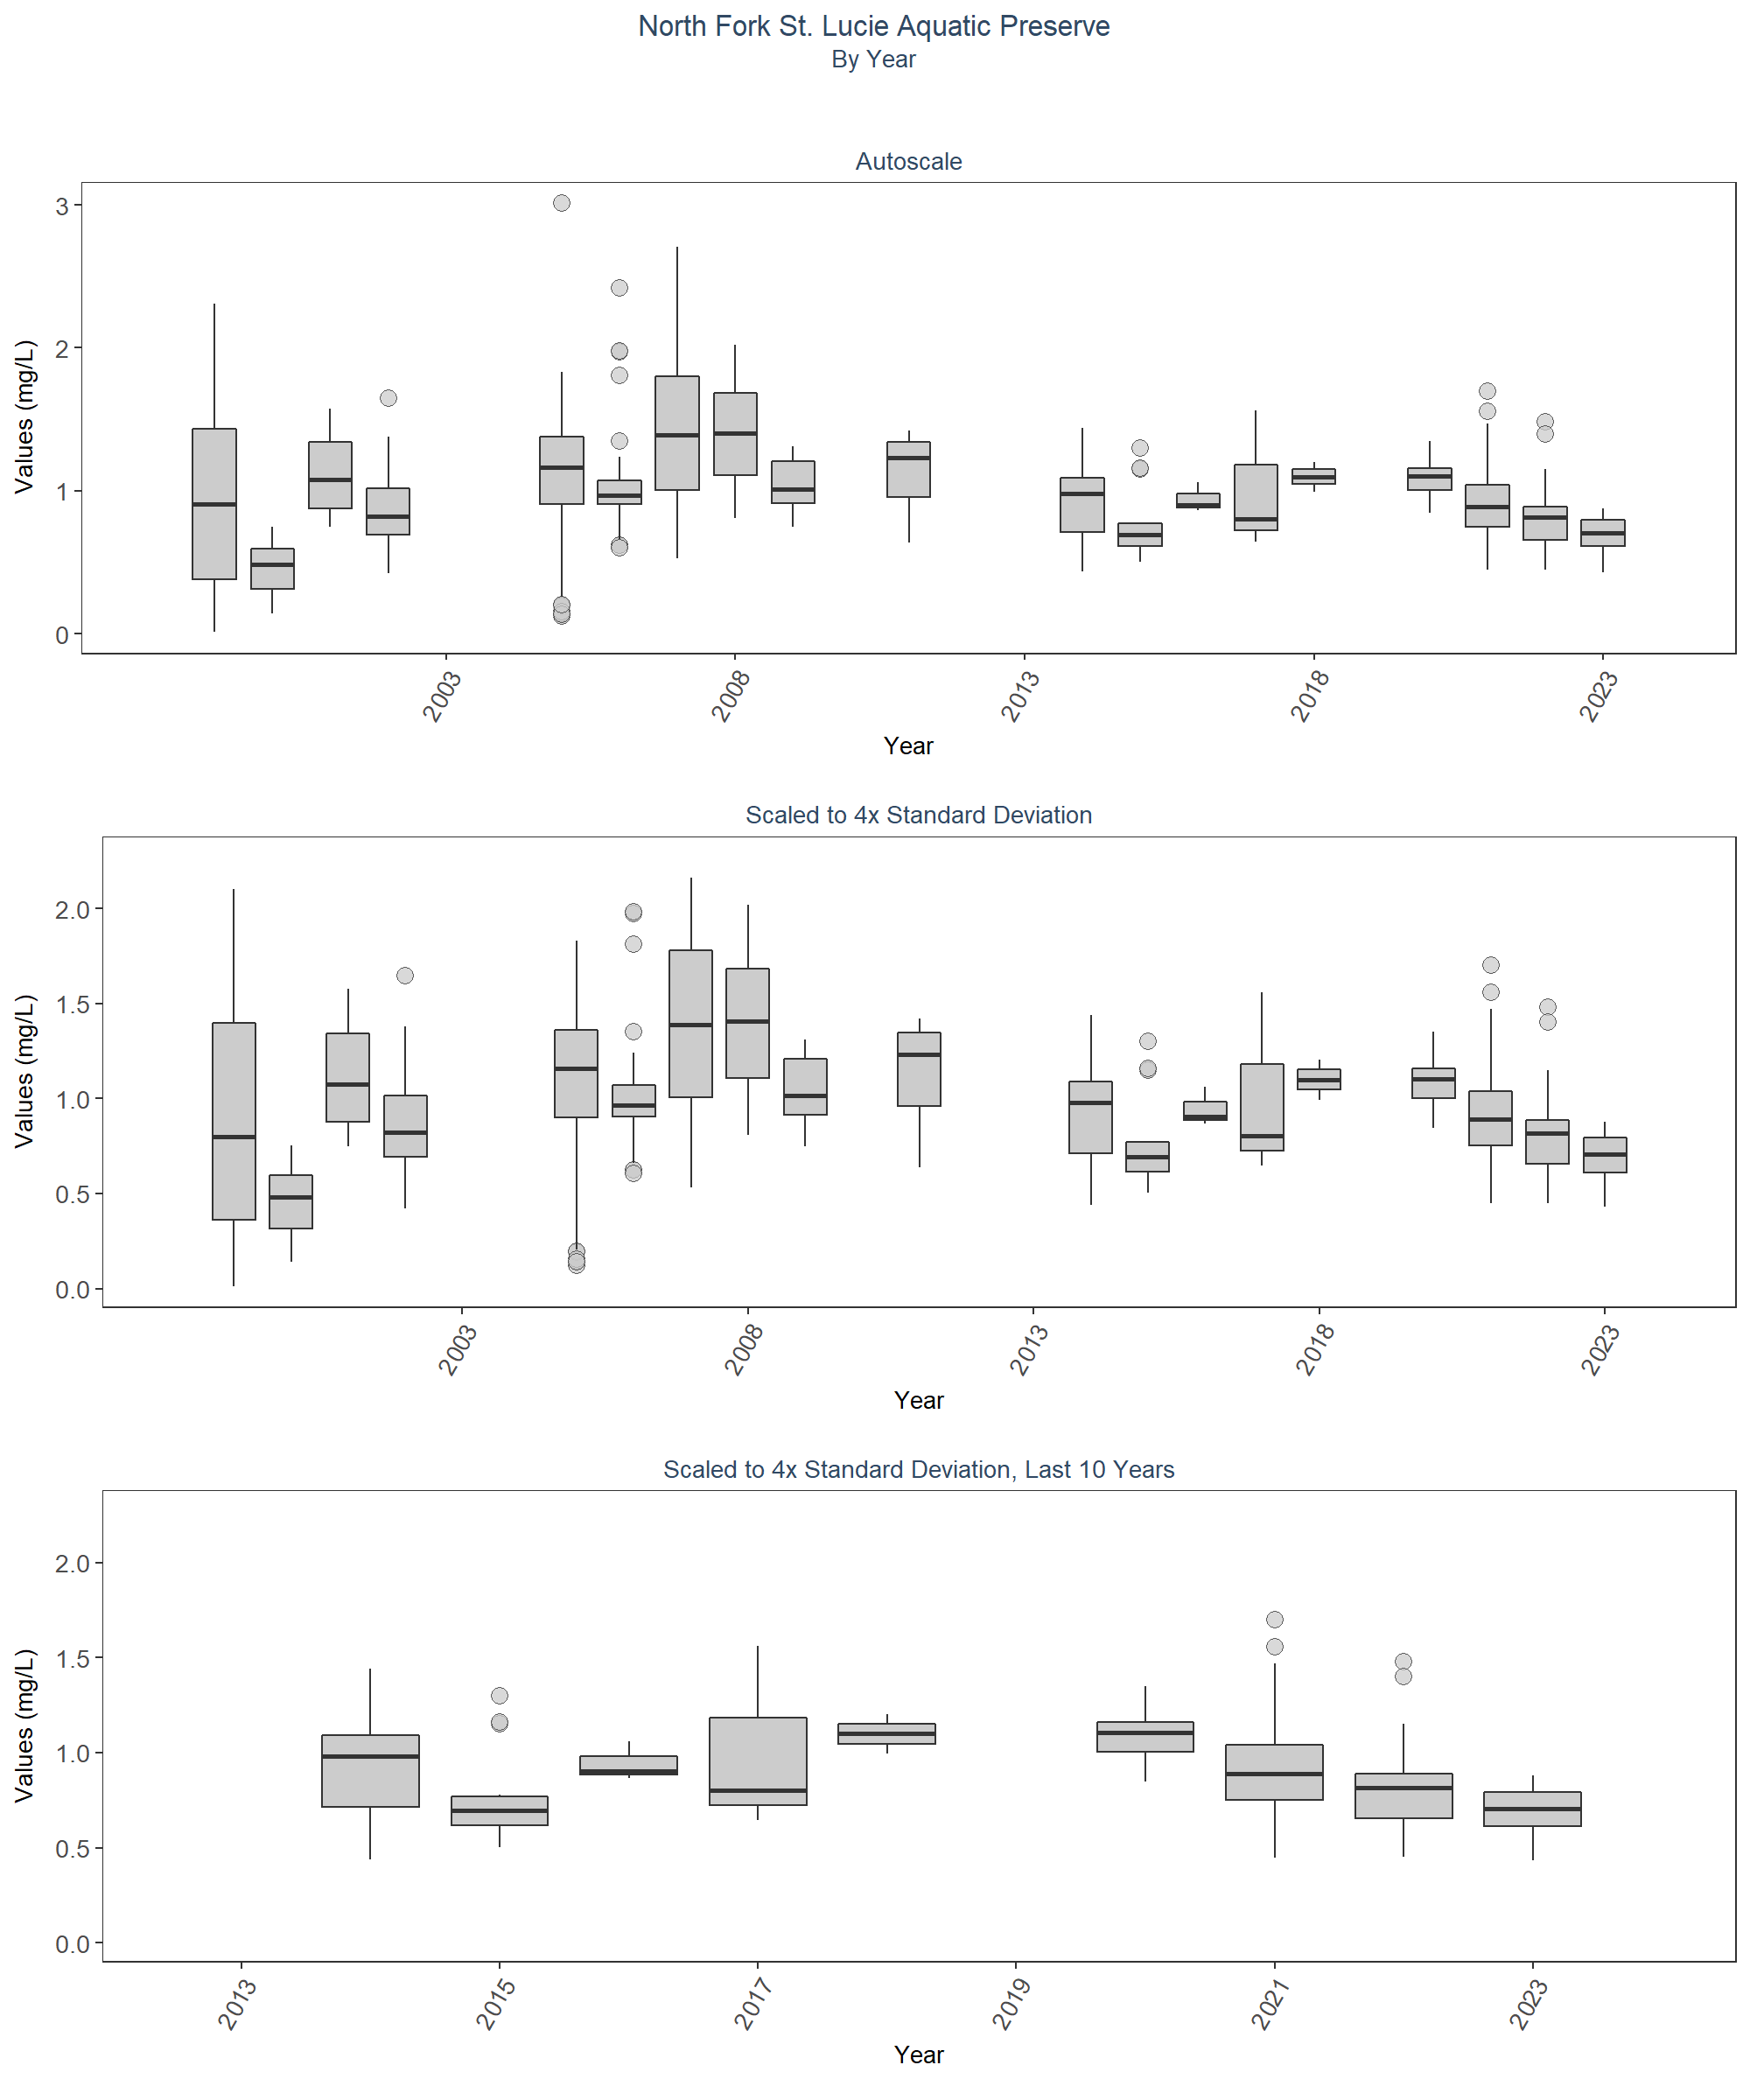 North Fork St. Lucie Aquatic Preserve
By Year
Autoscale
Values (mg/L)
3
2
1
0
2003 2008 2013 2018 2023
Year
Scaled to 4x Standard Deviation
Values (mg/L)
2.0
1.5
1.0
0.5
0.0
2003 2008 2013 2018 2023
Year
Scaled to 4x Standard Deviation, Last 10 Years
Values (mg/L)
2.0
1.5
1.0
0.5
0.0
2013 2015 2017 2019 2021 2023
Year